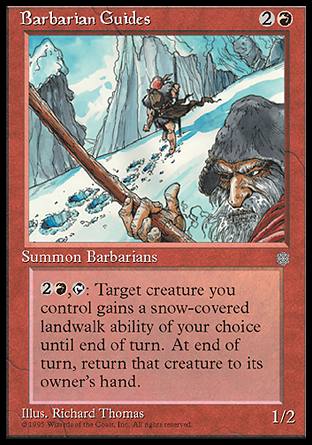 Barbarian Guides 2
Summon Barbarians
2, : Target creature you
control gains a snow-covered
landwalk ability of your choice
until end of turn. At end of
turn, return that creature to its
owner's hand.
Illus. Richard Thomas
©1995 Wizards of the Coast, Inc. All rights reserved.
1/2